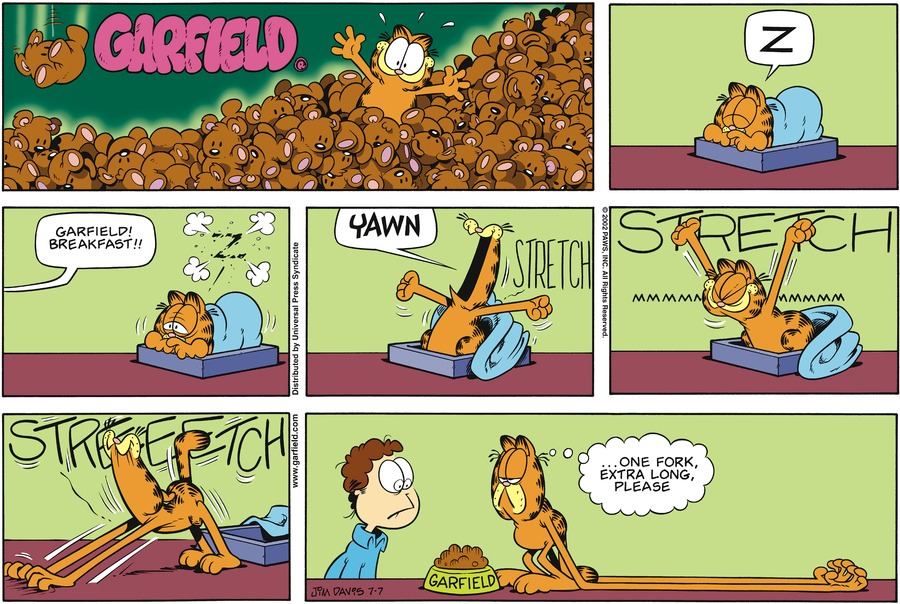 GARFIELD
Z
GARFIELD!
BREAKFAST!!
Distributed by Universal Press Syndicate
YAWN
STRETCH
© 2002 PAWS, INC. All Rights Reserved.
STRETCH
MMMMM
MMMMM
STREEETCH
www.garfield.com
...ONE FORK,
EXTRA LONG,
PLEASE
GARFIELD
JIM DAVIS 7-7